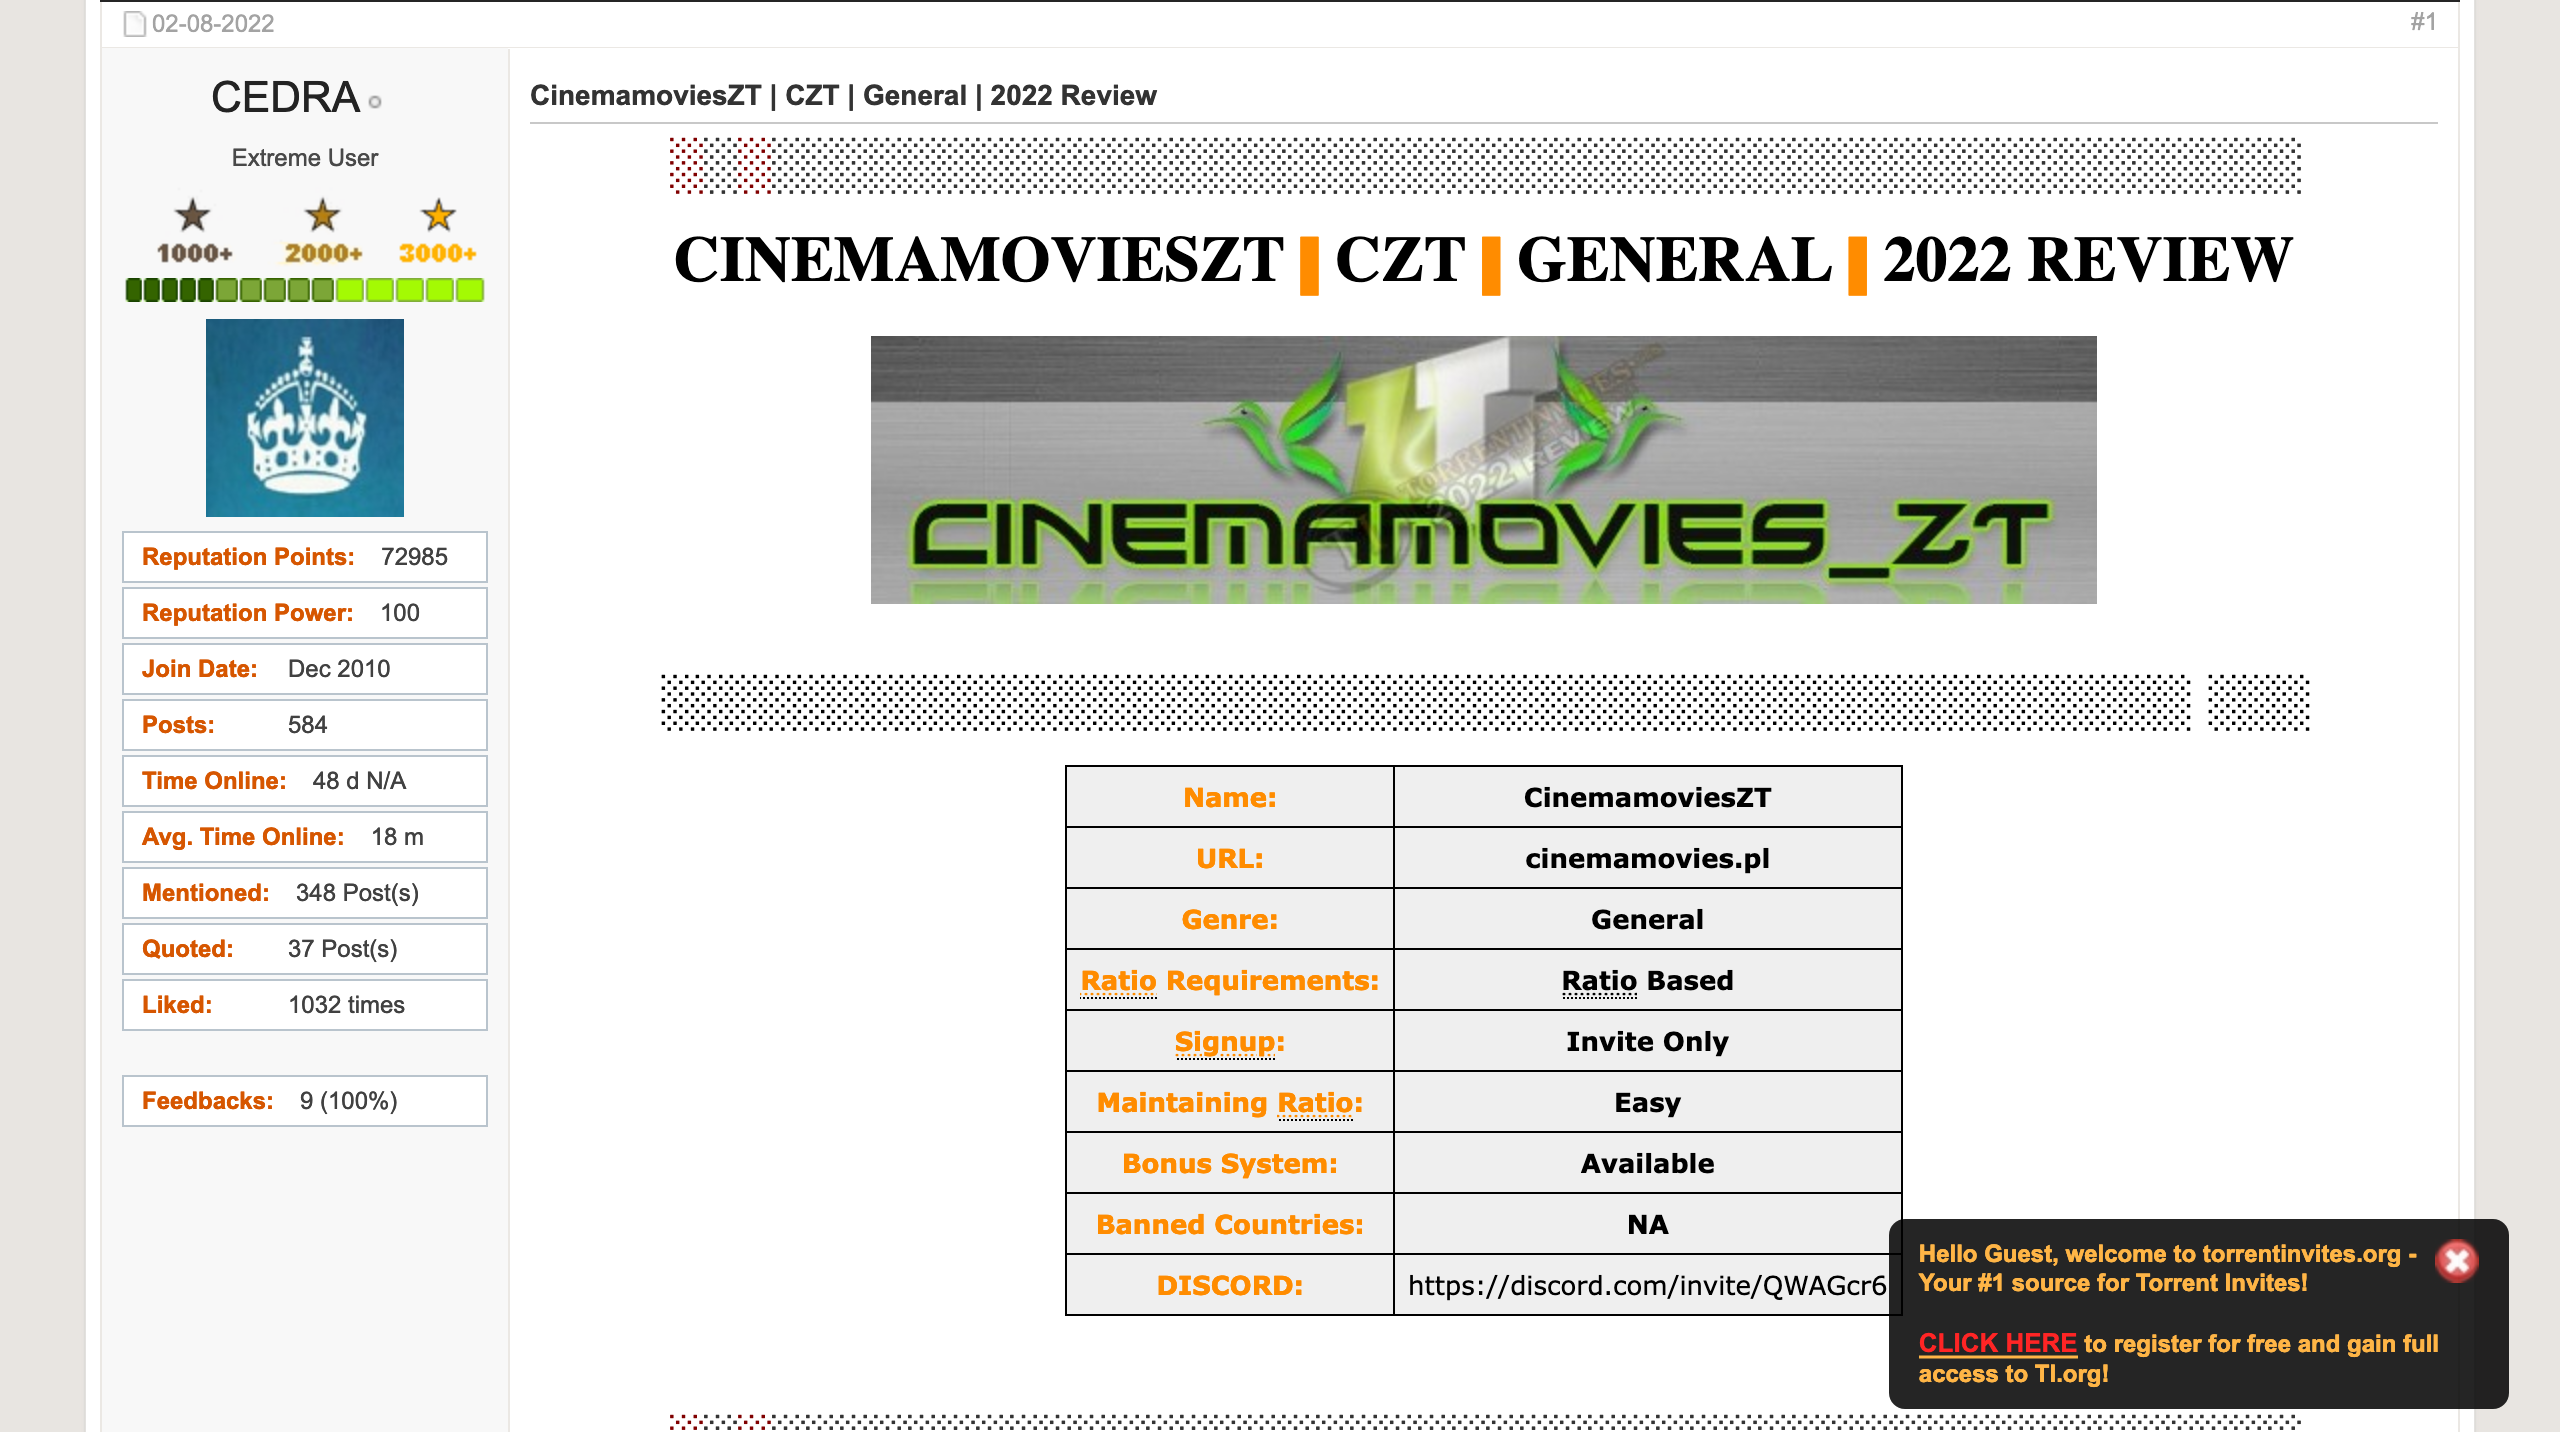 02-08-2022
#1
CEDRA
Extreme User
1000+ 2000+ 3000+
Reputation Points: 72985
Reputation Power: 100
Join Date: Dec 2010
Posts: 584
Time Online: 48 d N/A
Avg. Time Online: 18 m
Mentioned: 348 Post(s)
Quoted: 37 Post(s)
Liked: 1032 times
Feedbacks: 9 (100%)
CinemamoviesZT | CZT | General | 2022 Review
CINEMAMOVIESZT | CZT | GENERAL | 2022 REVIEW
TORRENTINVITES
2022 REVIEW
CINEMAMOVIES_ZT
Name: CinemamoviesZT
URL: cinemamovies.pl
Genre: General
Ratio Requirements: Ratio Based
Signup: Invite Only
Maintaining Ratio: Easy
Bonus System: Available
Banned Countries: NA
DISCORD: https://discord.com/invite/QWAGcr6
Hello Guest, welcome to torrentinvites.org -
Your #1 source for Torrent Invites!
CLICK HERE to register for free and gain full
access to TI.org!